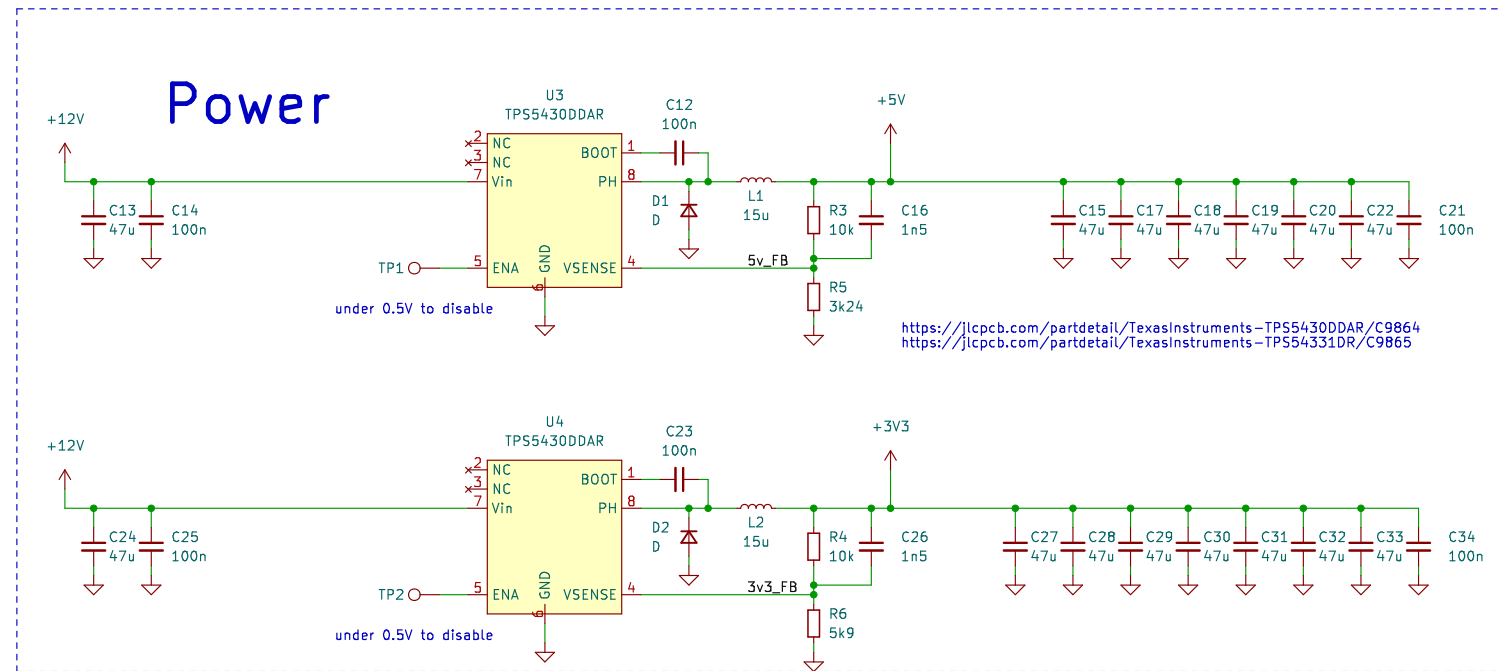 Power
+12V
U3
TPS5430DDAR
C12
100n
+5V
2 NC
3 NC
7 Vin
BOOT 1
PH 8
C13
47u
C14
100n
D1
D
L1
15u
R3
10k
C16
1n5
C15
47u
C17
47u
C18
47u
C19
47u
C20
47u
C22
47u
C21
100n
TP1
5 ENA
GND
6
VSENSE 4
5v_FB
R5
3k24
under 0.5V to disable
https://jlcpcb.com/partdetail/TexasInstruments-TPS5430DDAR/C9864
https://jlcpcb.com/partdetail/TexasInstruments-TPS54331DR/C9865
+12V
U4
TPS5430DDAR
C23
100n
+3V3
2 NC
3 NC
7 Vin
BOOT 1
PH 8
C24
47u
C25
100n
D2
D
L2
15u
R4
10k
C26
1n5
C27
47u
C28
47u
C29
47u
C30
47u
C31
47u
C32
47u
C33
47u
C34
100n
TP2
5 ENA
GND
6
VSENSE 4
3v3_FB
R6
5k9
under 0.5V to disable